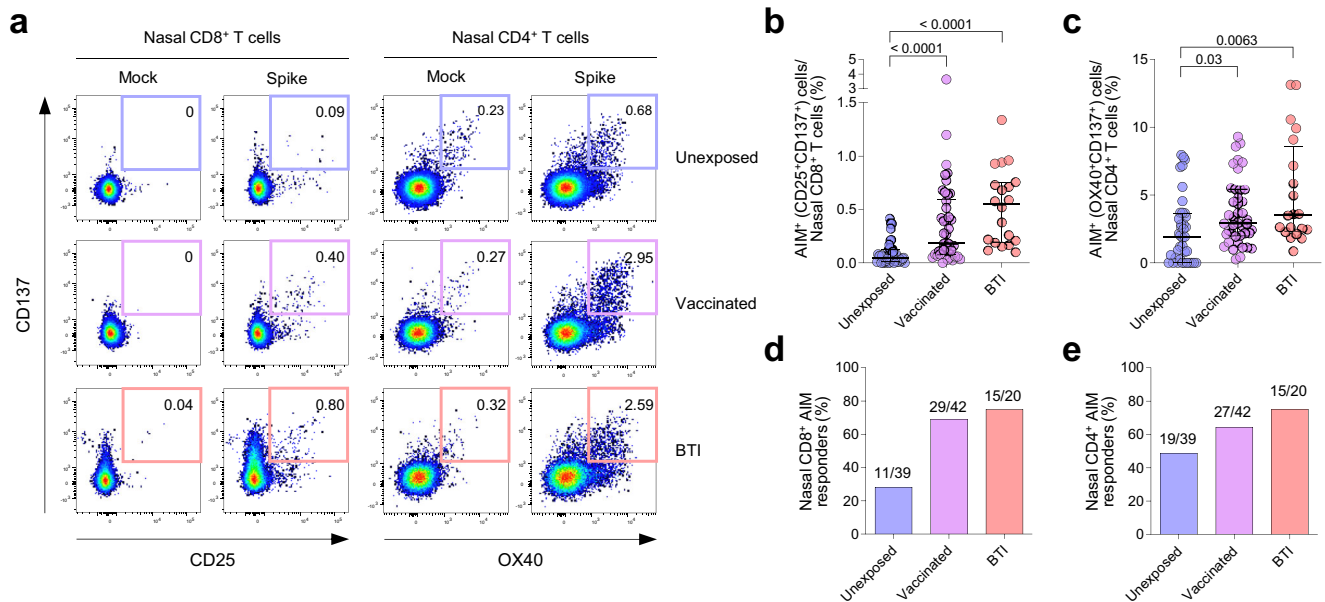 a
Nasal CD8⁺ T cells
Nasal CD4⁺ T cells
Mock
Spike
Mock
Spike
0
0.09
0.23
0.68
Unexposed
0
0.40
0.27
2.95
Vaccinated
0.04
0.80
0.32
2.59
BTI
CD137
CD25
OX40
b
< 0.0001
< 0.0001
AIM⁺ (CD25⁺CD137⁺) cells/
Nasal CD8⁺ T cells (%)
5
4
3
2
1.5
1.0
0.5
0.0
Unexposed
Vaccinated
BTI
c
0.0063
0.03
AIM⁺ (OX40⁺CD137⁺) cells/
Nasal CD4⁺ T cells (%)
15
10
5
0
Unexposed
Vaccinated
BTI
d
Nasal CD8⁺ AIM
responders (%)
100
80
60
40
20
0
11/39
29/42
15/20
Unexposed
Vaccinated
BTI
e
Nasal CD4⁺ AIM
responders (%)
100
80
60
40
20
0
19/39
27/42
15/20
Unexposed
Vaccinated
BTI